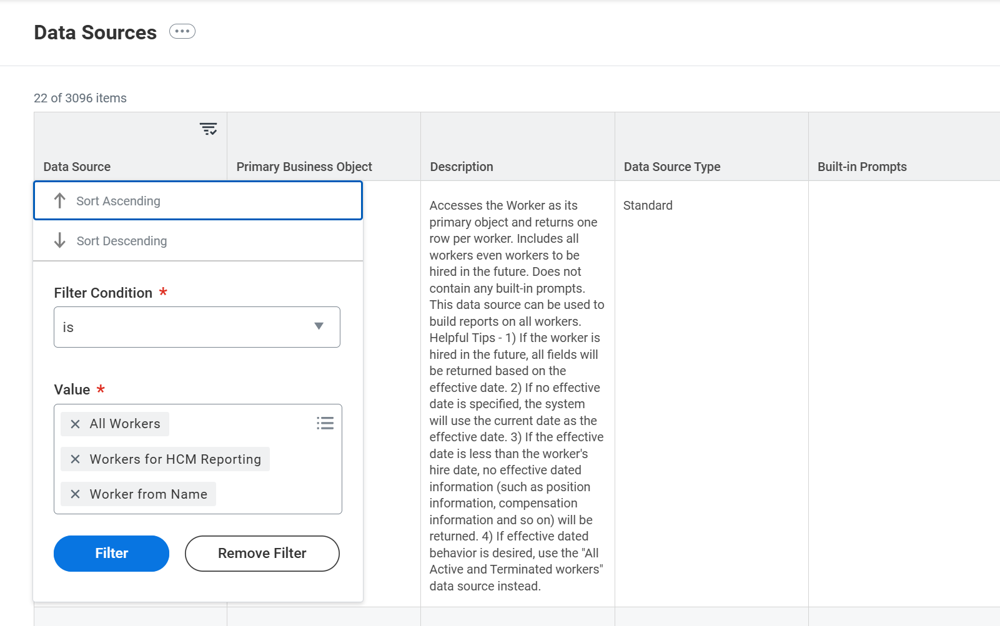 Data Sources
22 of 3096 items
Data Source
Primary Business Object
Description
Data Source Type
Built-in Prompts
Sort Ascending
Sort Descending
Filter Condition *
is
Value *
All Workers
Workers for HCM Reporting
Worker from Name
Filter
Remove Filter
Accesses the Worker as its
primary object and returns one
row per worker. Includes all
workers even workers to be
hired in the future. Does not
contain any built-in prompts.
This data source can be used to
build reports on all workers.
Helpful Tips - 1) If the worker is
hired in the future, all fields will
be returned based on the
effective date. 2) If no effective
date is specified, the system
will use the current date as the
effective date. 3) If the effective
date is less than the worker's
hire date, no effective dated
information (such as position
information, compensation
information and so on) will be
returned. 4) If effective dated
behavior is desired, use the "All
Active and Terminated workers"
data source instead.
Standard